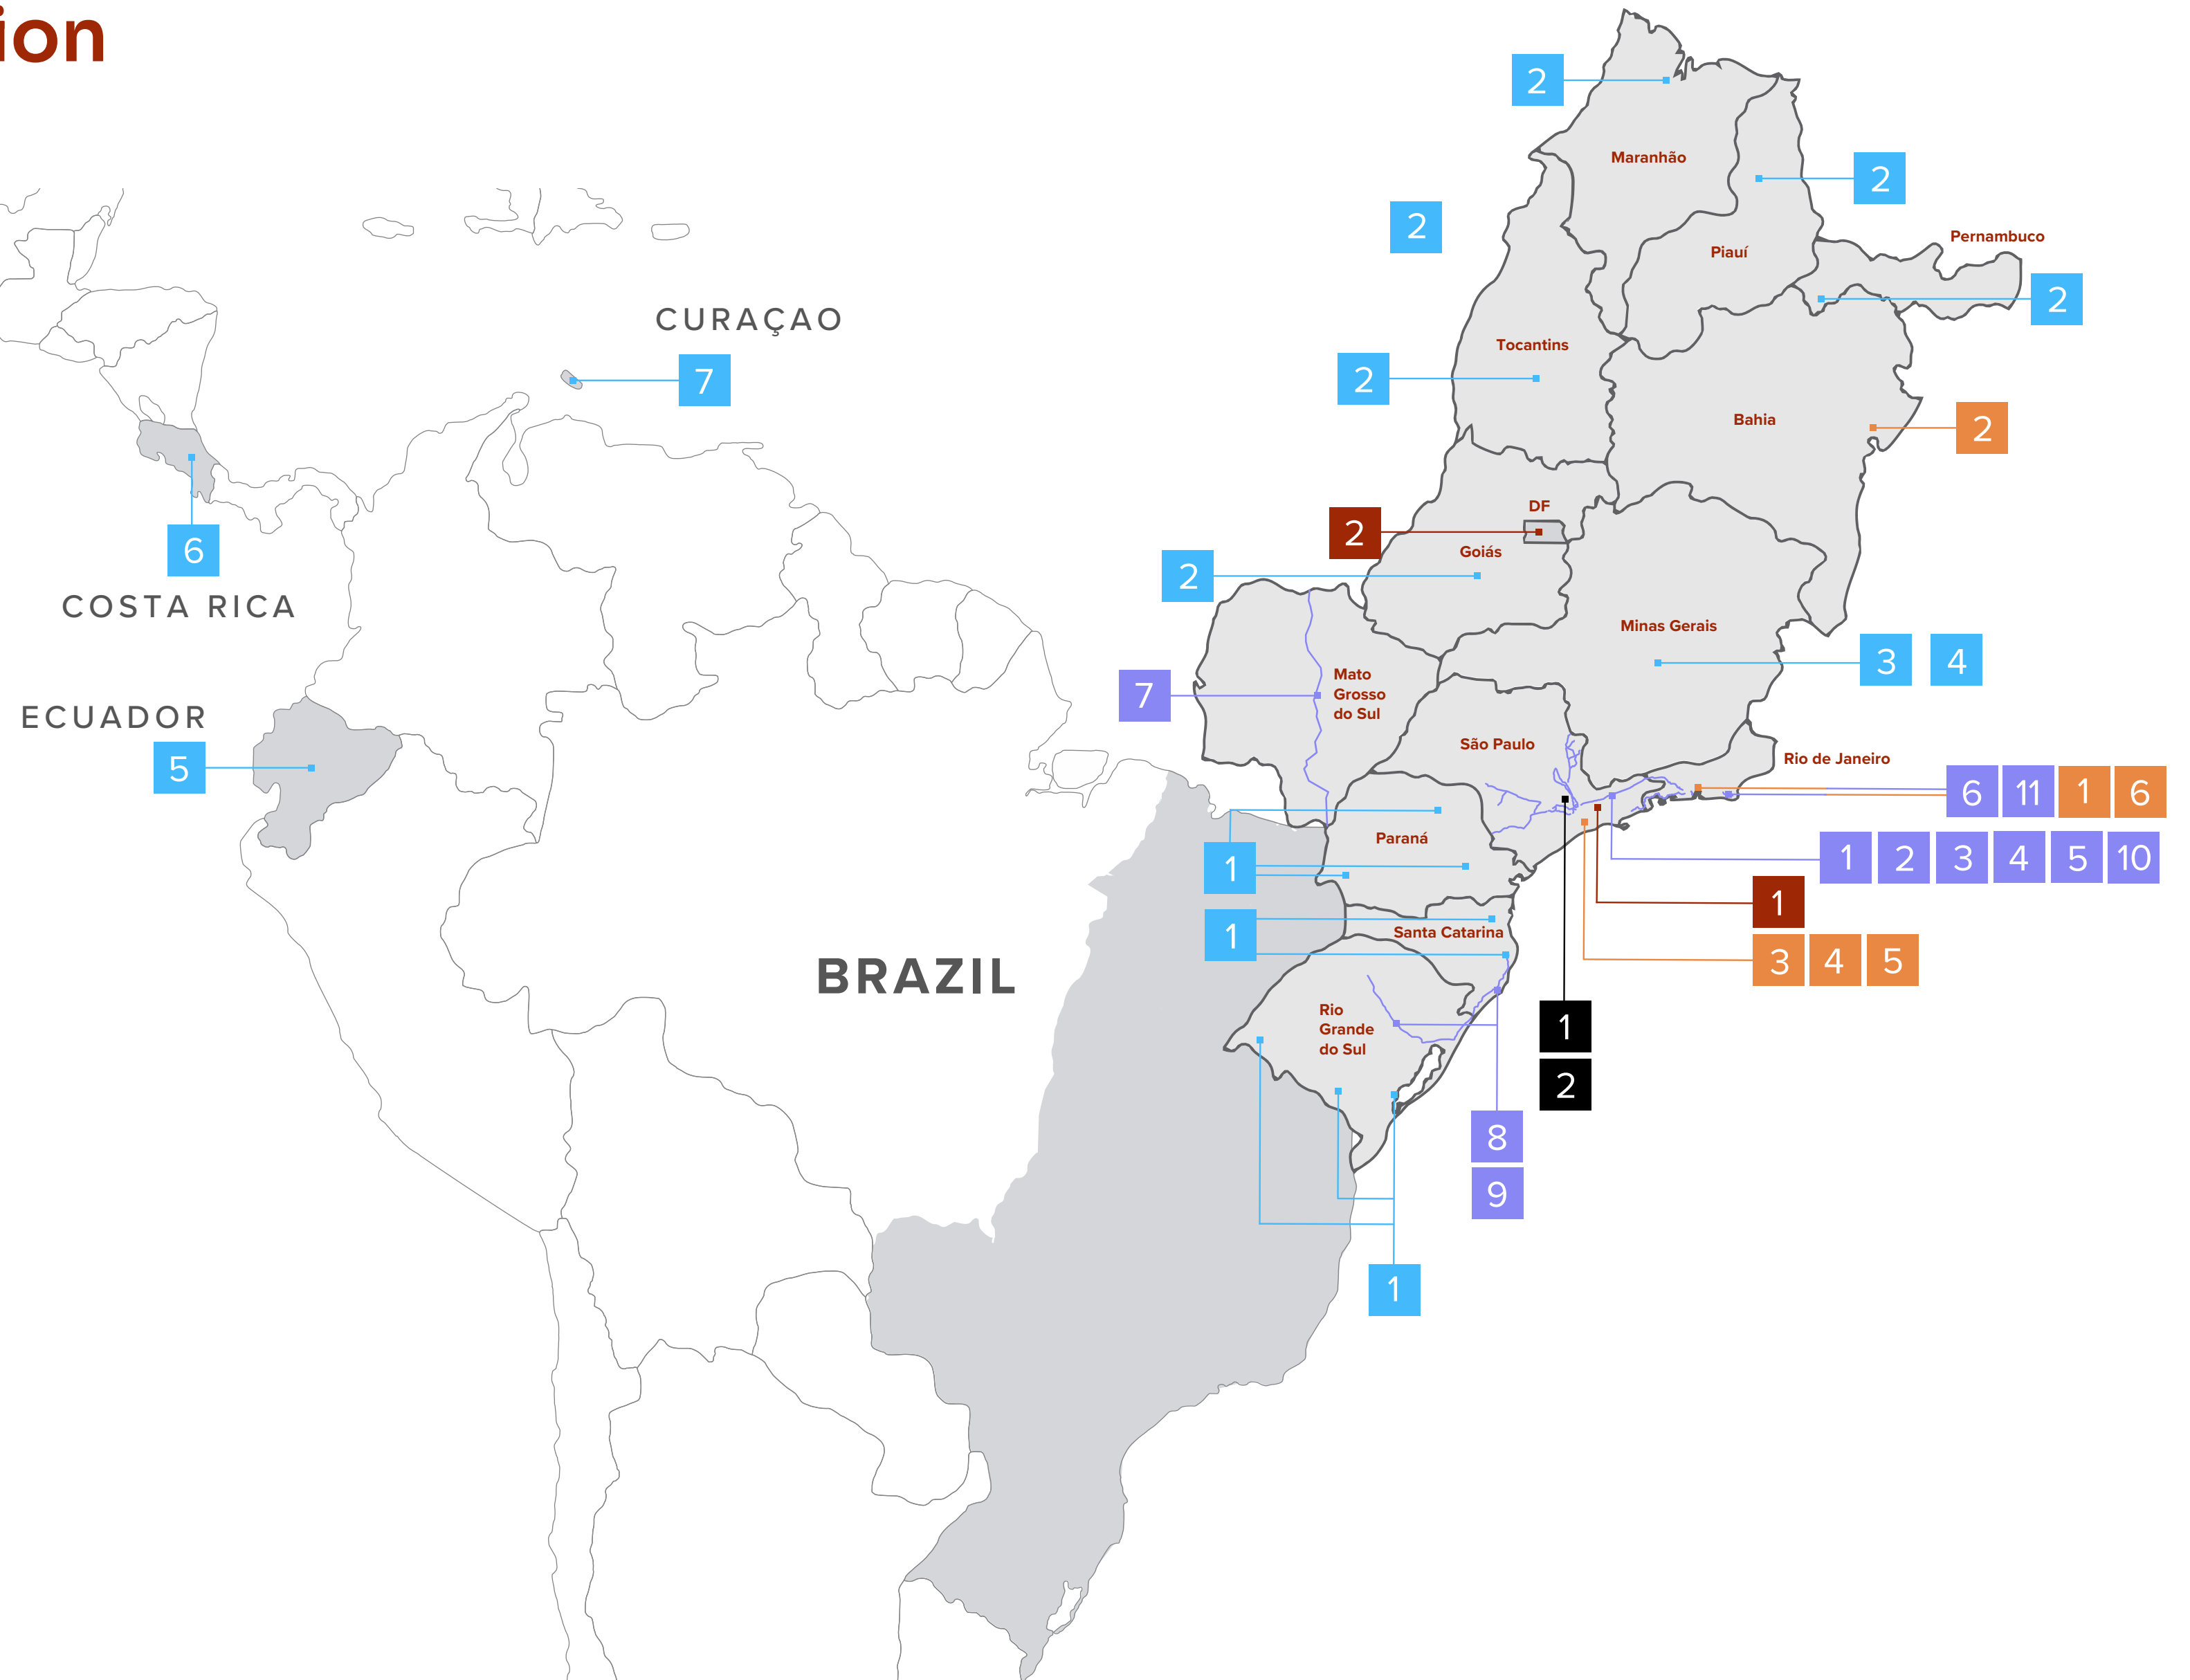 ion
2
Maranhão
2
2
Pernambuco
Piauí
2
CURAÇAO
Tocantins
2
7
Bahia
2
DF
2
Goiás
6
2
COSTA RICA
Minas Gerais
3 4
Mato
Grosso
do Sul
7
ECUADOR
São Paulo
Rio de Janeiro
5
6 11 1 6
Paraná
1
1 2 3 4 5 10
1
Santa Catarina
1
3 4 5
BRAZIL
Rio
Grande
do Sul
1
2
8
9
1